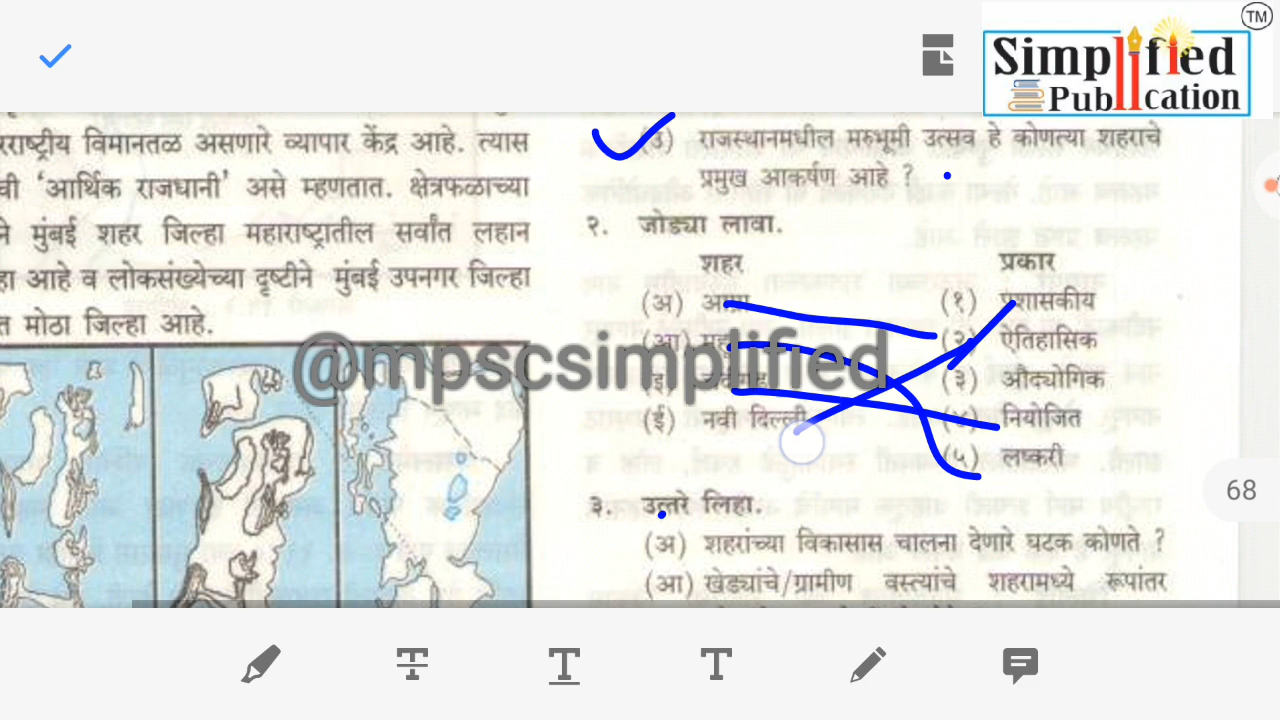 Simplified
Publication
TM
राष्ट्रीय विमानतळ असणारे व्यापार केंद्र आहे. त्यास
ची 'आर्थिक राजधानी' असे म्हणतात. क्षेत्रफळाच्या
ने मुंबई शहर जिल्हा महाराष्ट्रातील सर्वांत लहान
हा आहे व लोकसंख्येच्या दृष्टीने मुंबई उपनगर जिल्हा
त मोठा जिल्हा आहे.
(उ) राजस्थानमधील मरुभूमी उत्सव हे कोणत्या शहराचे
प्रमुख आकर्षण आहे ?
२. जोड्या लावा.
शहर प्रकार
(अ) आग्रा (१) प्रशासकीय
(आ) (२) ऐतिहासिक
(इ) (३) औद्योगिक
(ई) नवी दिल्ली (४) नियोजित
(५) लष्करी
@mpscsimplified
३. उत्तरे लिहा.
(अ) शहरांच्या विकासास चालना देणारे घटक कोणते ?
(आ) खेड्यांचे/ग्रामीण वस्त्यांचे शहरामध्ये रूपांतर
68